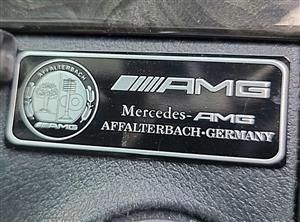 AFFALTERBACH
AMG
AMG
Mercedes-AMG
AFFALTERBACH·GERMANY